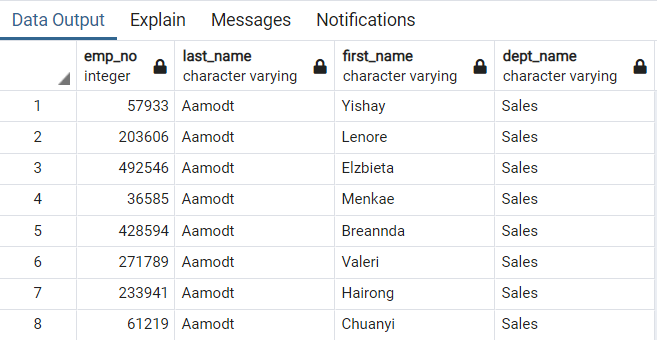 Data Output Explain Messages Notifications
emp_no last_name first_name dept_name
integer character varying character varying character varying
1 57933 Aamodt Yishay Sales
2 203606 Aamodt Lenore Sales
3 492546 Aamodt Elzbieta Sales
4 36585 Aamodt Menkae Sales
5 428594 Aamodt Breannda Sales
6 271789 Aamodt Valeri Sales
7 233941 Aamodt Hairong Sales
8 61219 Aamodt Chuanyi Sales